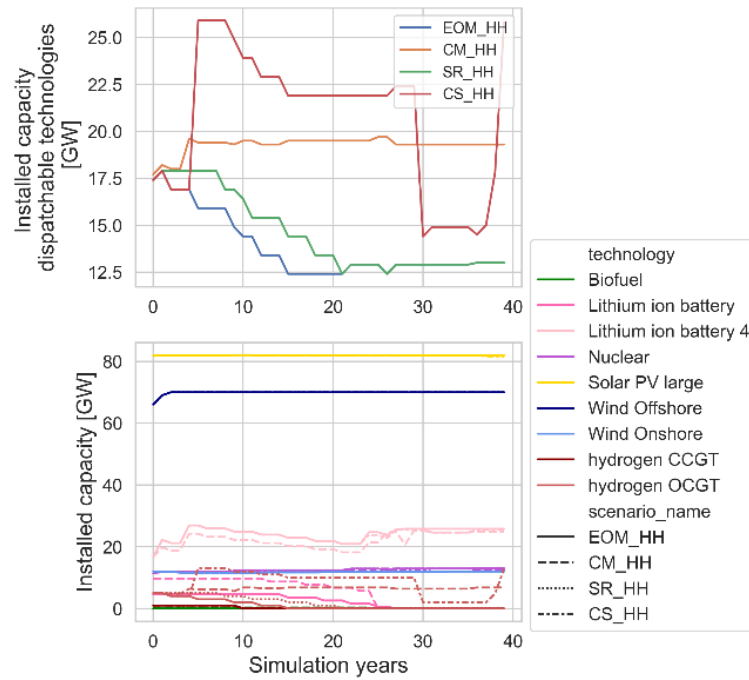 Installed capacity
dispatchable technologies
[GW]
25.0
22.5
20.0
17.5
15.0
12.5
EOM_HH
CM_HH
SR_HH
CS_HH
0
10
20
30
40
Installed capacity [GW]
80
60
40
20
0
0
10
20
30
40
Simulation years
technology
Biofuel
Lithium ion battery
Lithium ion battery 4
Nuclear
Solar PV large
Wind Offshore
Wind Onshore
hydrogen CCGT
hydrogen OCGT
scenario_name
EOM_HH
CM_HH
SR_HH
CS_HH